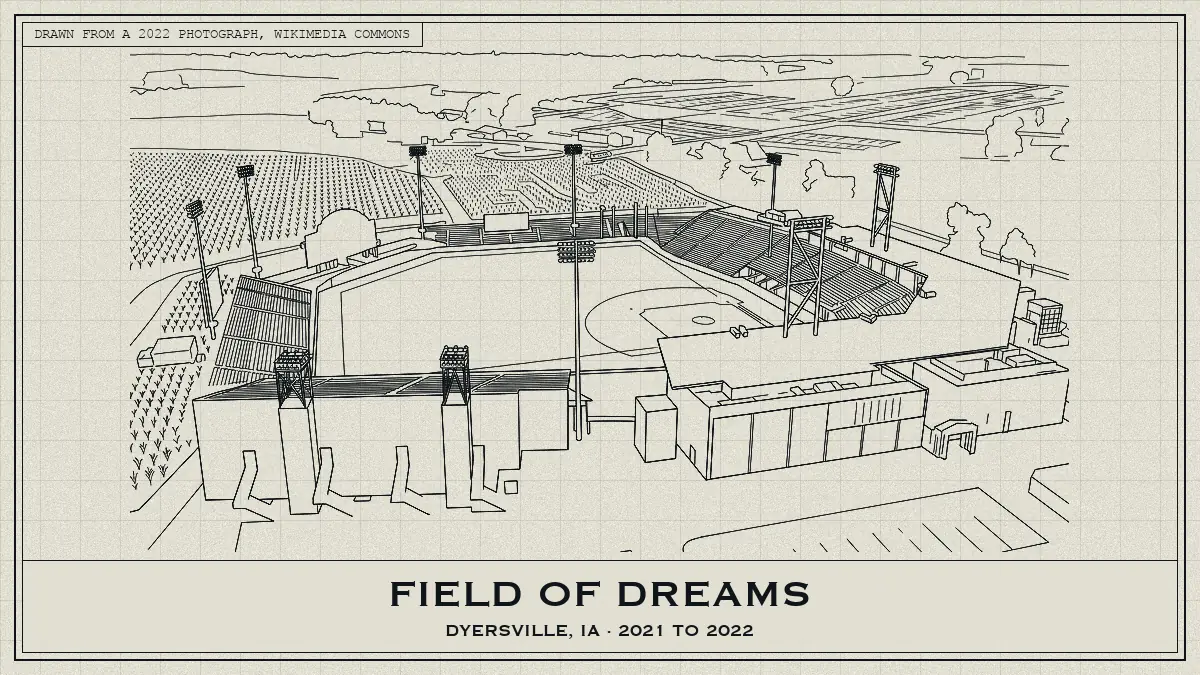 DRAWN FROM A 2022 PHOTOGRAPH, WIKIMEDIA COMMONS
FIELD OF DREAMS
DYERSVILLE, IA · 2021 TO 2022